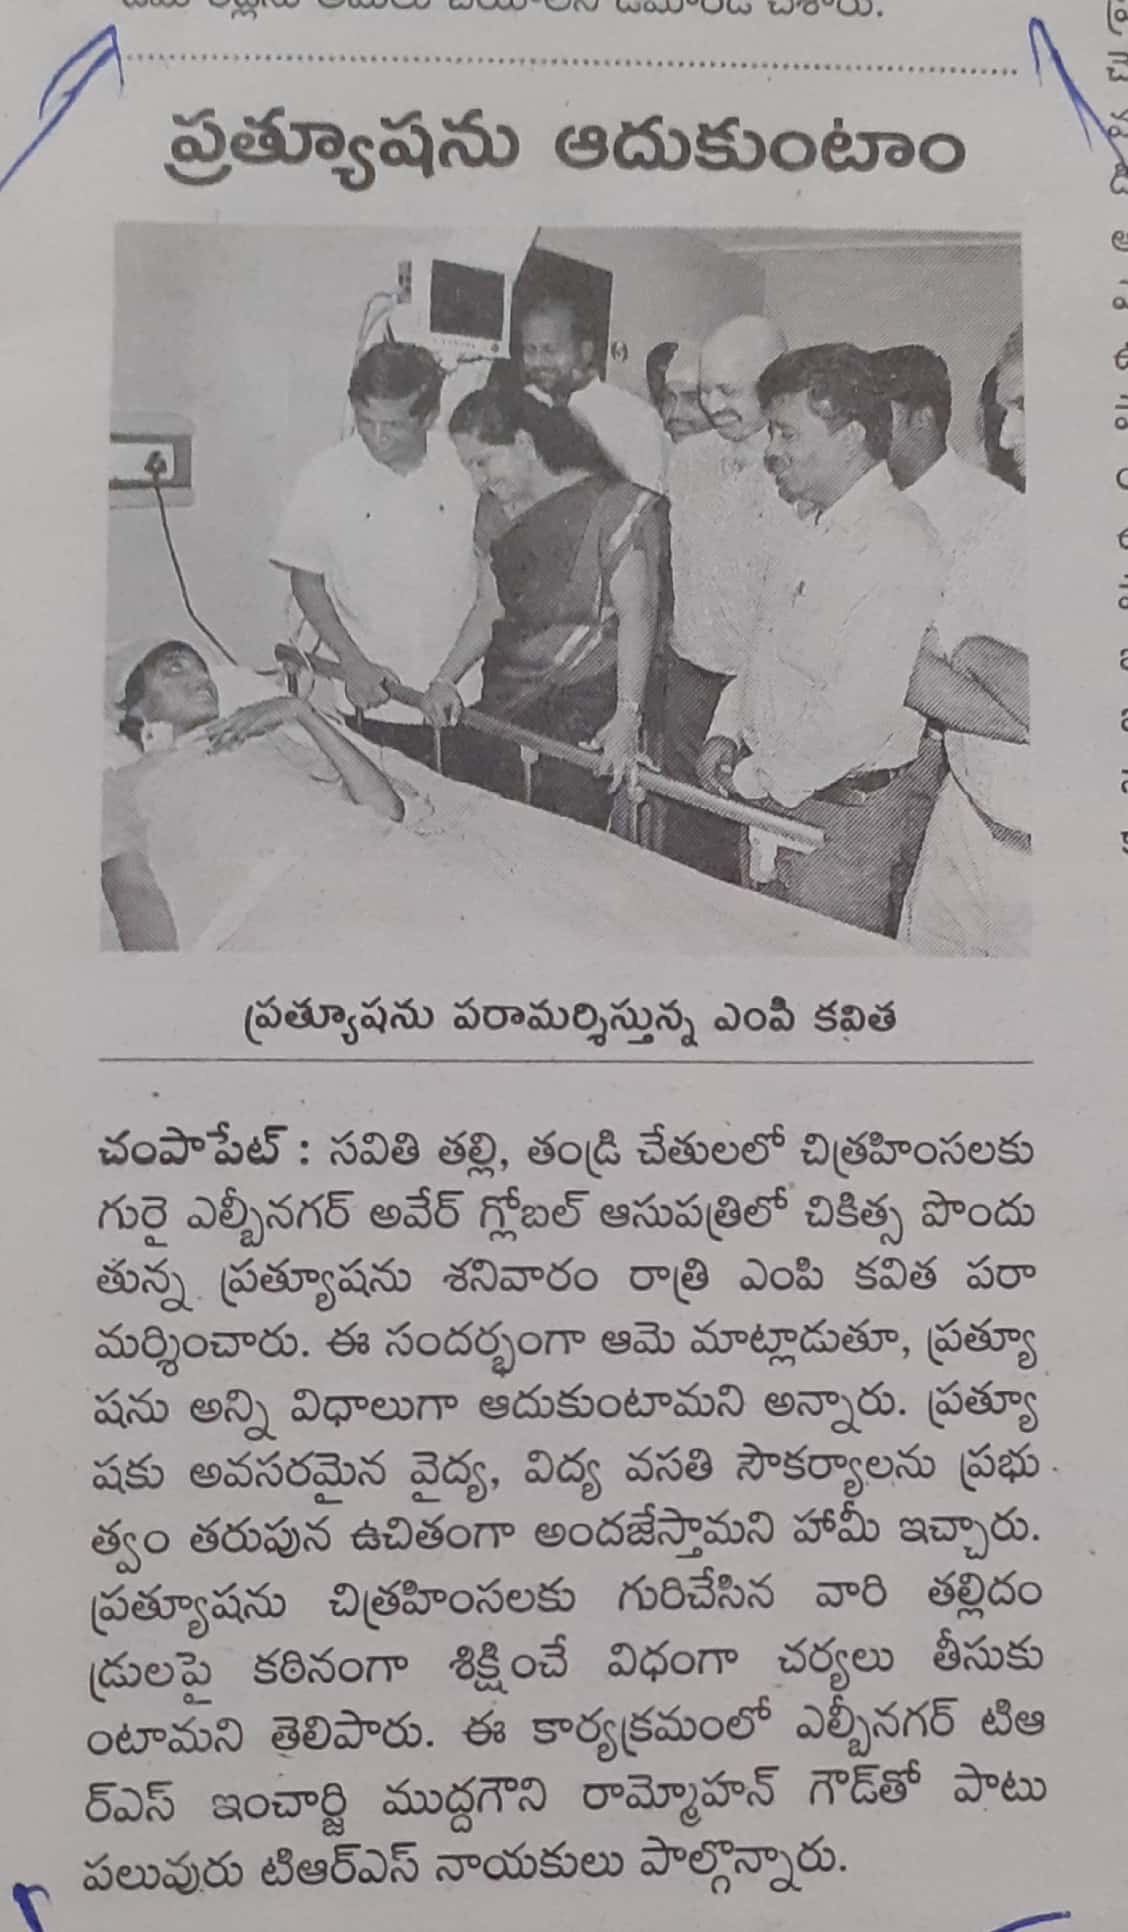 ప్రత్యూషను ఆదుకుంటాం
ప్రత్యూషను పరామర్శిస్తున్న ఎంపి కవిత
చంపాపేట్ : సవితి తల్లి, తండ్రి చేతులలో చిత్రహింసలకు
గురై ఎల్బీనగర్ అవేర్ గ్లోబల్ ఆసుపత్రిలో చికిత్స పొందు
తున్న ప్రత్యూషను శనివారం రాత్రి ఎంపి కవిత పరా
మర్శించారు. ఈ సందర్భంగా ఆమె మాట్లాడుతూ, ప్రత్యూ
షను అన్ని విధాలుగా ఆదుకుంటామని అన్నారు. ప్రత్యూ
షకు అవసరమైన వైద్య, విద్య వసతి సౌకర్యాలను ప్రభు
త్వం తరుపున ఉచితంగా అందజేస్తామని హామీ ఇచ్చారు.
ప్రత్యూషను చిత్రహింసలకు గురిచేసిన వారి తల్లిదం
డ్రులపై కఠినంగా శిక్షించే విధంగా చర్యలు తీసుకు
ంటామని తెలిపారు. ఈ కార్యక్రమంలో ఎల్బీనగర్ టిఆ
ర్ఎస్ ఇంచార్జి ముద్దగౌని రామ్మోహన్ గౌడ్‌తో పాటు
పలువురు టిఆర్ఎస్ నాయకులు పాల్గొన్నారు.